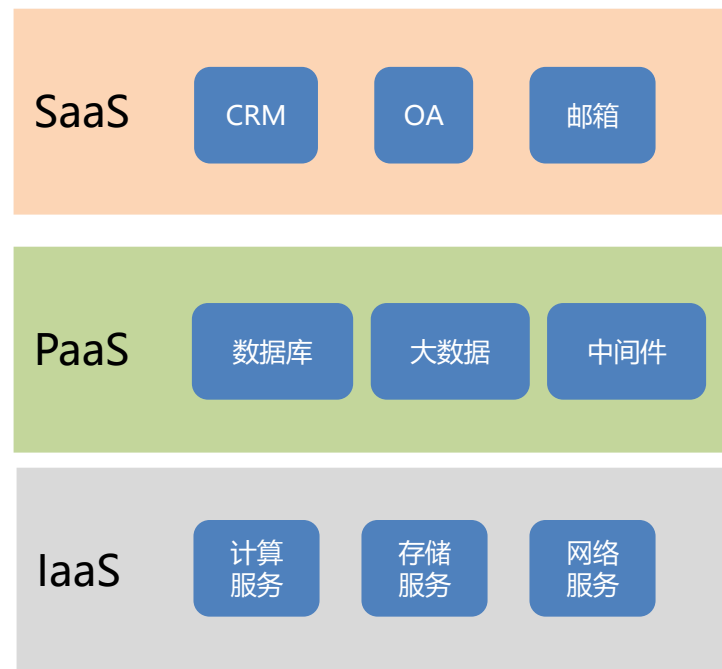 SaaS
CRM
OA
邮箱
PaaS
数据库
大数据
中间件
IaaS
计算
服务
存储
服务
网络
服务